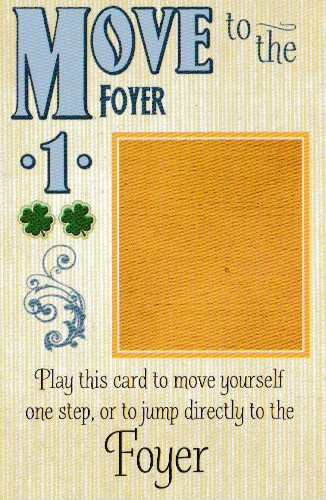 MOVE to the
FOYER
·1·
Play this card to move yourself
one step, or to jump directly to the
Foyer